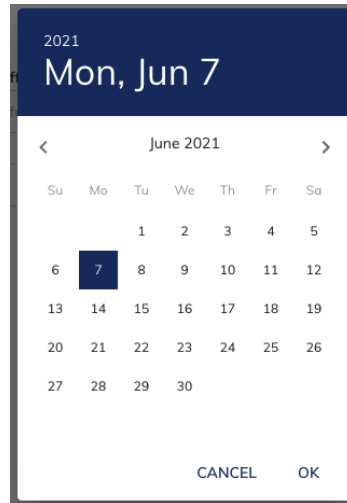 2021
Mon, Jun 7
June 2021
Su Mo Tu We Th Fr Sa
1 2 3 4 5
6 7 8 9 10 11 12
13 14 15 16 17 18 19
20 21 22 23 24 25 26
27 28 29 30
CANCEL OK